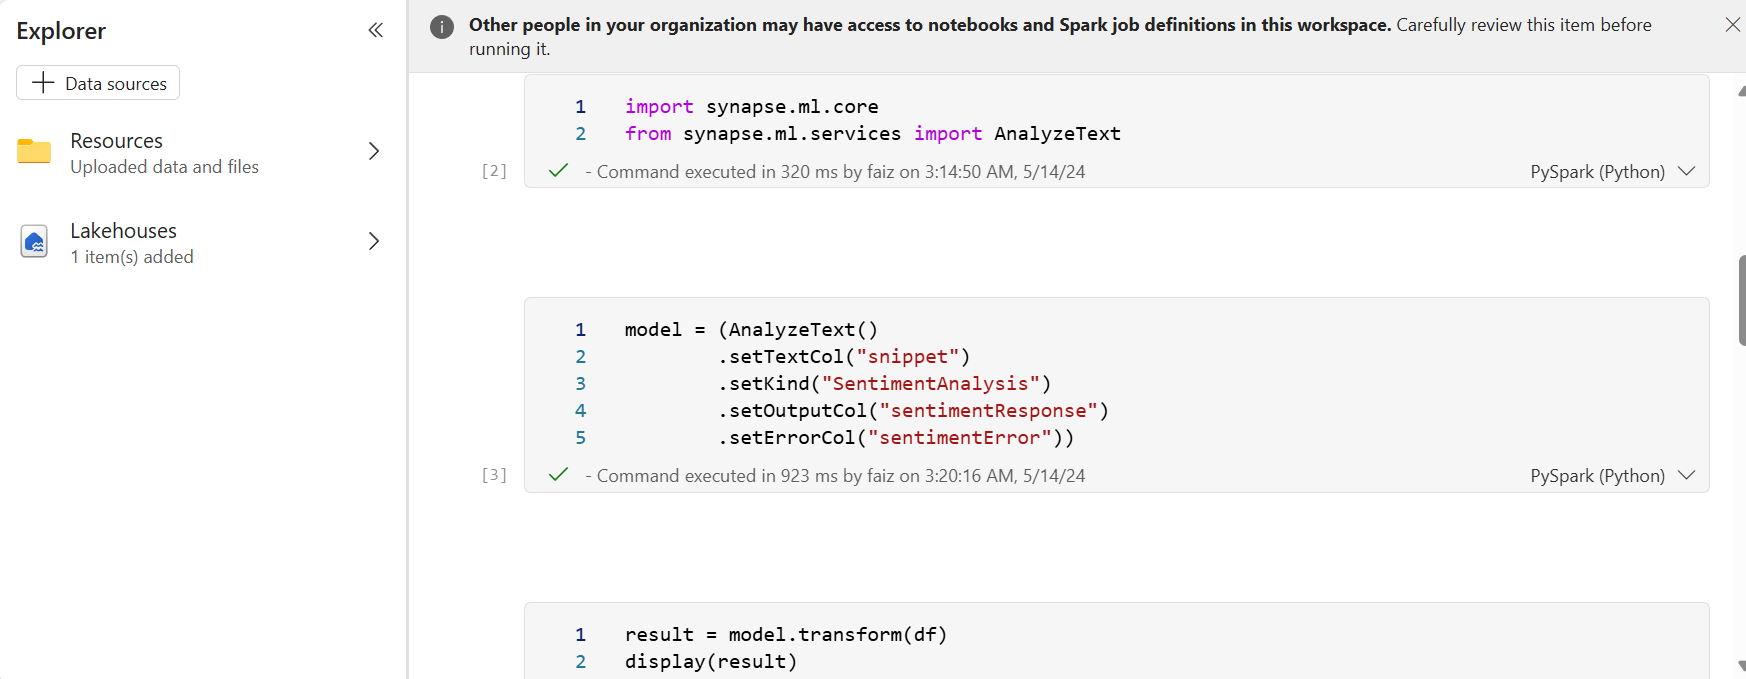 Explorer
Data sources
Resources
Uploaded data and files
Lakehouses
1 item(s) added
Other people in your organization may have access to notebooks and Spark job definitions in this workspace. Carefully review this item before
running it.
1 import synapse.ml.core
2 from synapse.ml.services import AnalyzeText
[2] - Command executed in 320 ms by faiz on 3:14:50 AM, 5/14/24 PySpark (Python)
1 model = (AnalyzeText()
2 .setTextCol("snippet")
3 .setKind("SentimentAnalysis")
4 .setOutputCol("sentimentResponse")
5 .setErrorCol("sentimentError"))
[3] - Command executed in 923 ms by faiz on 3:20:16 AM, 5/14/24 PySpark (Python)
1 result = model.transform(df)
2 display(result)